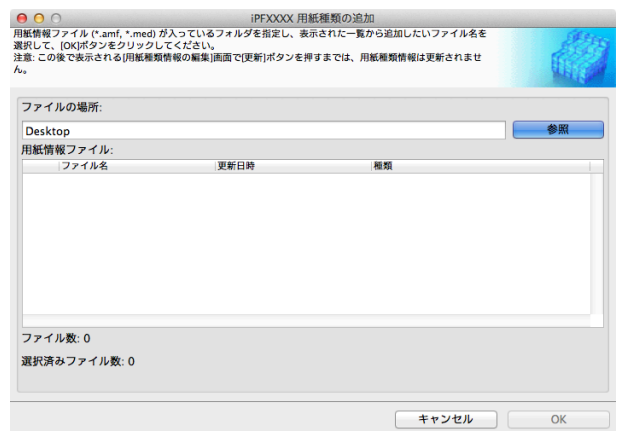 iPFXXXX 用紙種類の追加
用紙情報ファイル (*.amf, *.med) が入っているフォルダを指定し、表示された一覧から追加したいファイル名を
選択して、[OK]ボタンをクリックしてください。
注意: この後で表示される[用紙種類情報の編集]画面で[更新]ボタンを押すまでは、用紙種類情報は更新されませ
ん。
ファイルの場所:
Desktop 参照
用紙情報ファイル:
ファイル名 更新日時 種類
ファイル数: 0
選択済みファイル数: 0
キャンセル OK